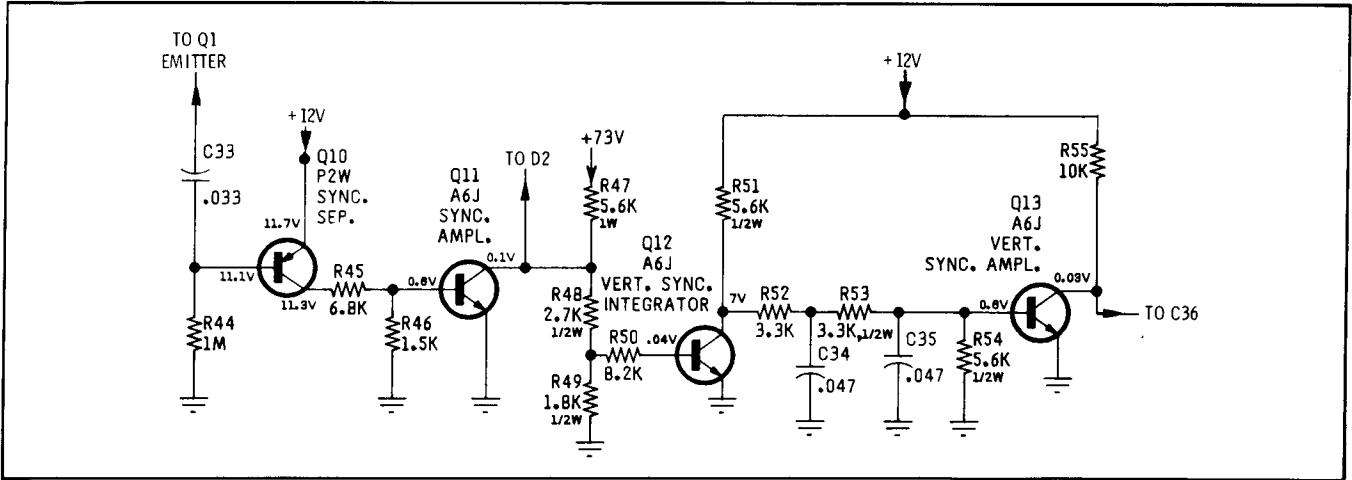 TO Q1
EMITTER
+12V
C33
.033
Q10
P2W
SYNC.
SEP.
11.7V
11.1V
11.3V
R44
1M
R45
6.8K
R46
1.5K
Q11
A6J
SYNC.
AMPL.
0.6V
0.1V
TO D2
+73V
R47
5.6K
1W
R48
2.7K
1/2W
R49
1.8K
1/2W
R50
8.2K
.04V
Q12
A6J
VERT. SYNC.
INTEGRATOR
7V
R51
5.6K
1/2W
+12V
R52
3.3K
R53
3.3K,1/2W
C34
.047
C35
.047
R54
5.6K
1/2W
0.6V
Q13
A6J
VERT.
SYNC. AMPL.
0.03V
R55
10K
TO C36